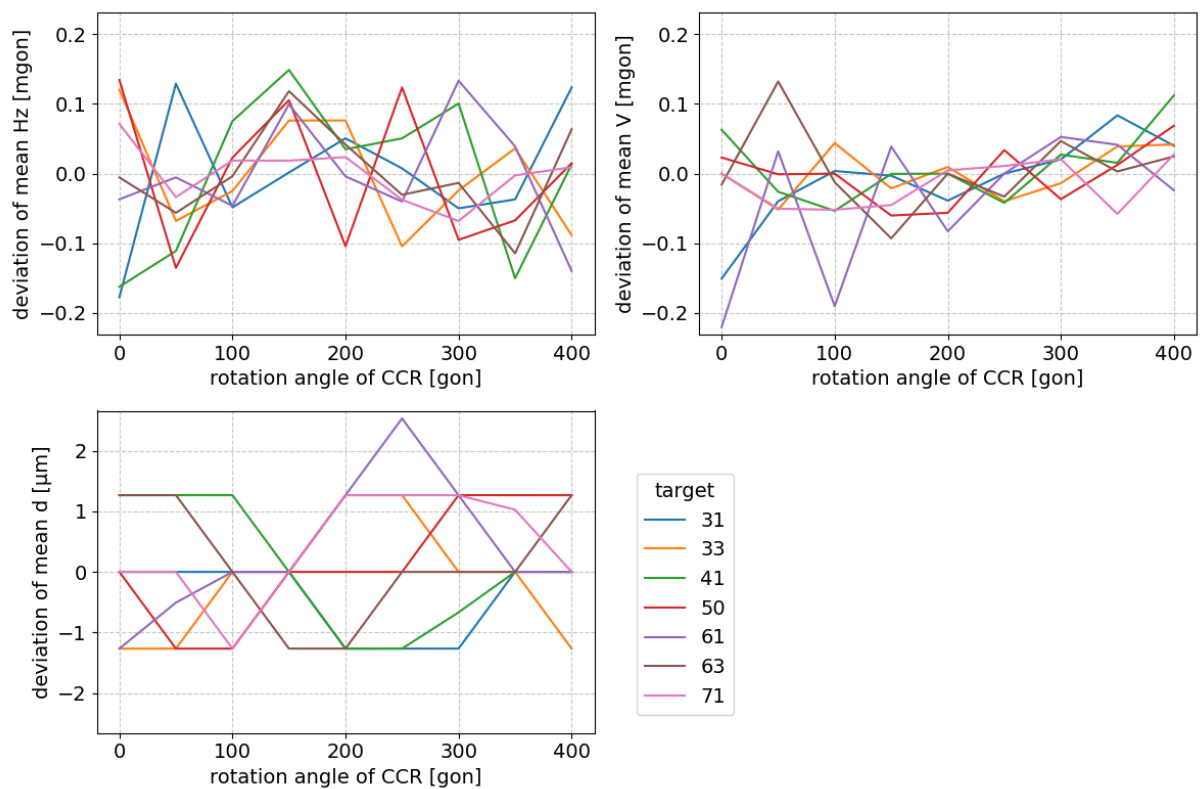 deviation of mean Hz [mgon]
0.2
0.1
0.0
−0.1
−0.2
0 100 200 300 400
rotation angle of CCR [gon]
deviation of mean V [mgon]
0.2
0.1
0.0
−0.1
−0.2
0 100 200 300 400
rotation angle of CCR [gon]
deviation of mean d [μm]
2
1
0
−1
−2
0 100 200 300 400
rotation angle of CCR [gon]
target
31
33
41
50
61
63
71